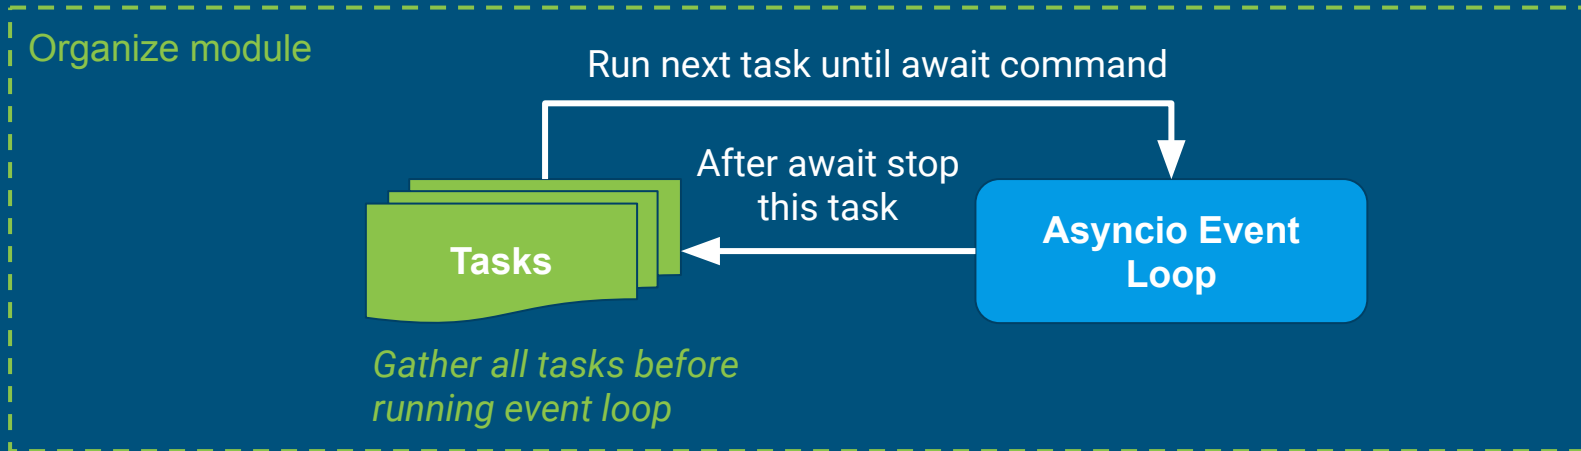 Organize module
Run next task until await command
After await stop
this task
Tasks
Asyncio Event
Loop
Gather all tasks before
running event loop